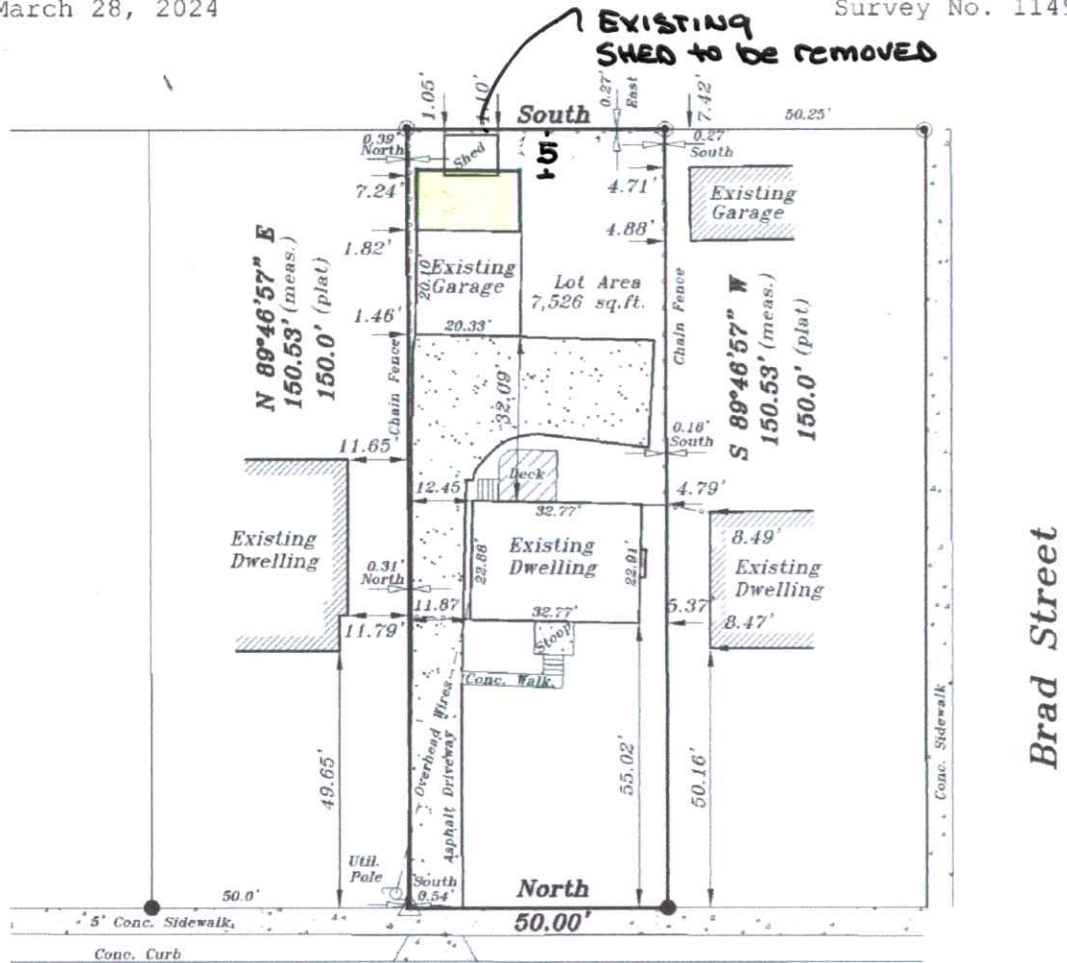 March 28, 2024
Survey No. 1149
EXISTING
SHED to be removed
1.05'
1.10'
South
0.27'
East
7.42'
50.25'
0.39'
North
Shed
5
0.27'
South
7.24'
4.71'
Existing
Garage
1.82'
4.88'
N 89°46'57" E
150.53' (meas.)
150.0' (plat)
20.10'
Existing
Garage
Lot Area
7,526 sq.ft.
Chain Fence
S 89°46'57" W
150.53' (meas.)
150.0' (plat)
1.46'
20.33'
Chain Fence
32.09'
11.65'
0.16'
South
Deck
12.45
4.79'
32.77'
Existing
Dwelling
22.88'
Existing
Dwelling
22.91'
8.49'
Existing
Dwelling
0.31'
North
11.87
32.77'
5.37'
8.47'
11.79'
Stoop
Conc. Walk.
Overhead Wires
Asphalt Driveway
49.65'
55.02'
50.16'
Conc. Sidewalk
Brad Street
Util.
Pole
South
0.54'
North
50.0'
50.00'
5' Conc. Sidewalk
Conc. Curb